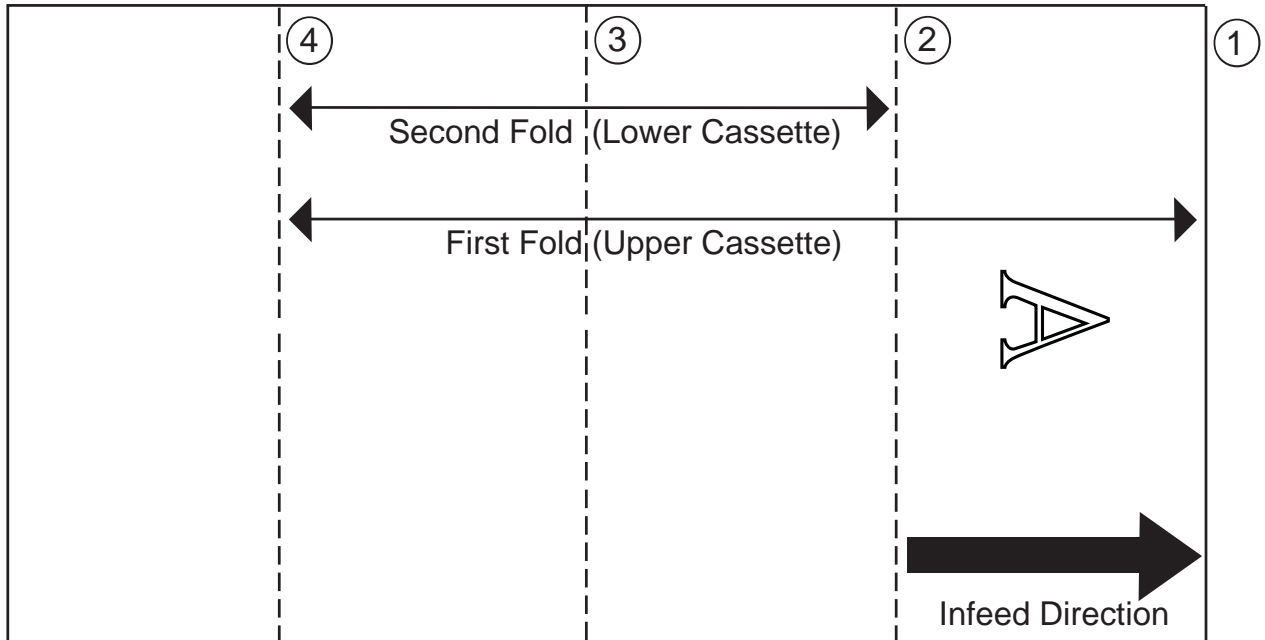 ④ ③ ② ①
Second Fold (Lower Cassette)
First Fold (Upper Cassette)
A
Infeed Direction